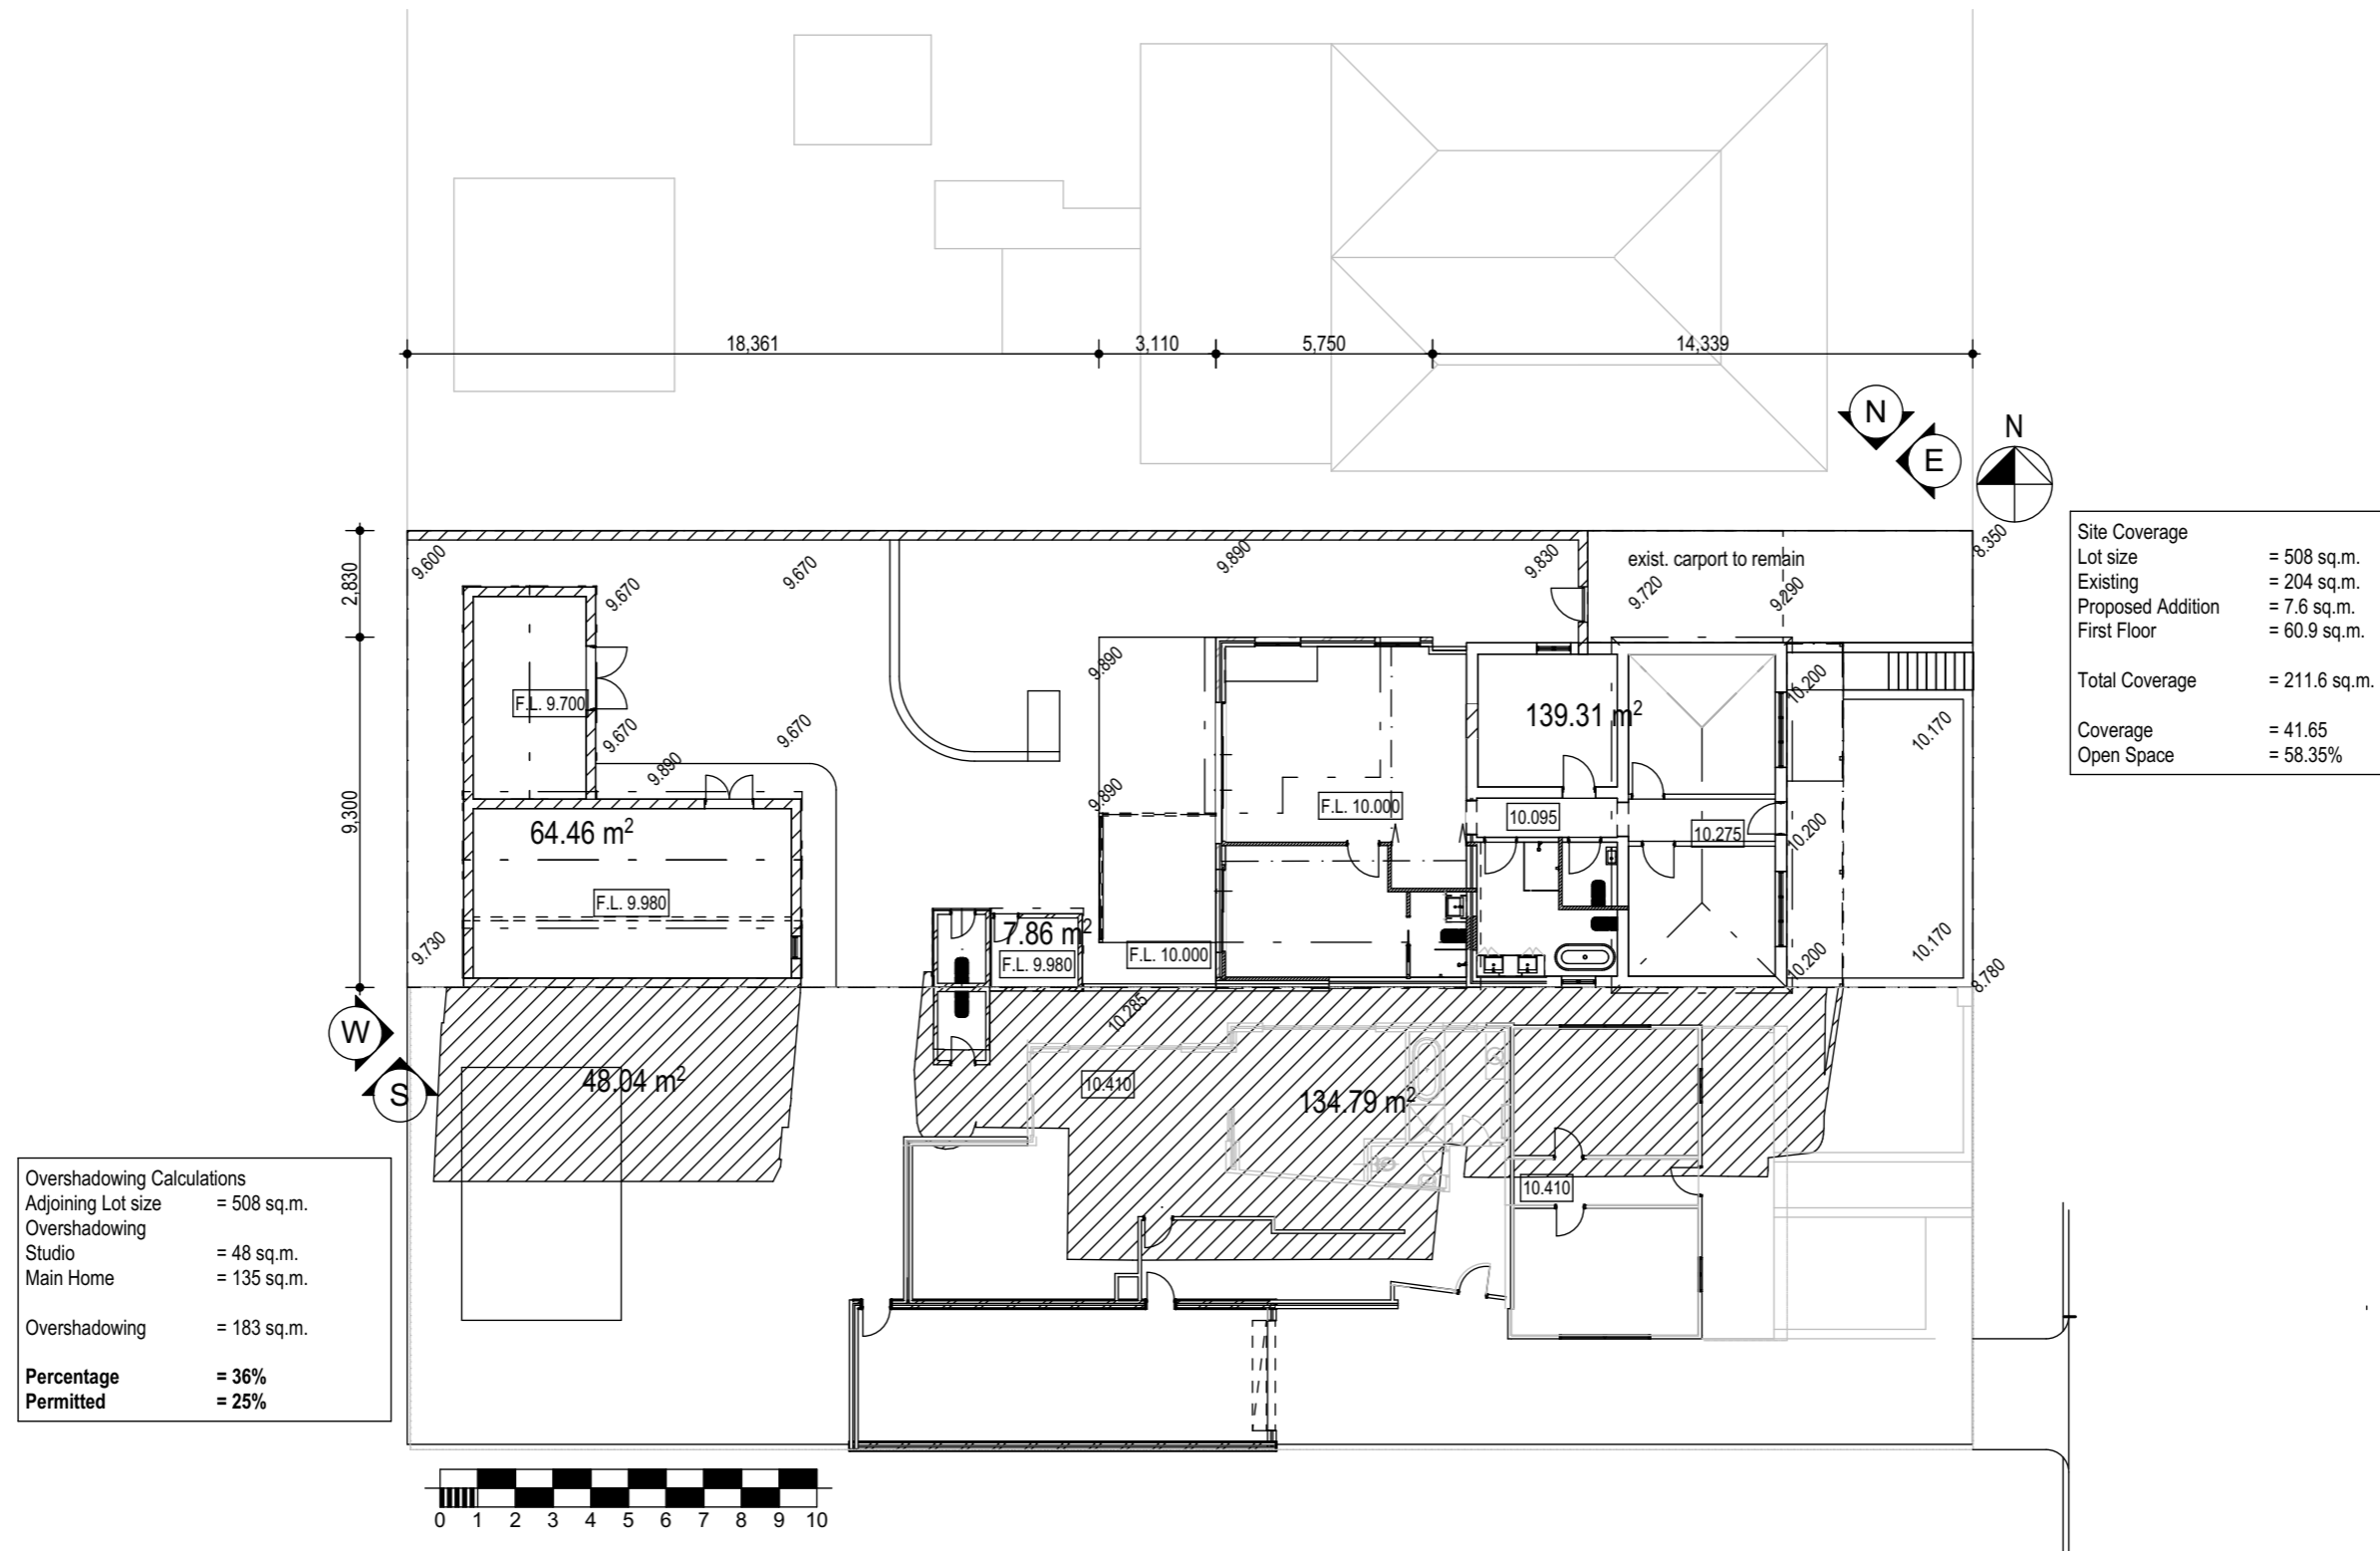 18,361
3,110
5,750
14,339
N
E
N
2,830
9,300
9.600
9.670
9.670
9.890
9.830
exist. carport to remain
9.720
9.290
8.350
Site Coverage
Lot size = 508 sq.m.
Existing = 204 sq.m.
Proposed Addition = 7.6 sq.m.
First Floor = 60.9 sq.m.
Total Coverage = 211.6 sq.m.
Coverage = 41.65
Open Space = 58.35%
F.L. 9.700
9.670
9.670
9.890
9.890
9.890
139.31 m²
10.200
10.170
F.L. 10.000
10.095
10.275
10.200
64.46 m²
F.L. 9.980
9.730
7.86 m²
F.L. 9.980
F.L. 10.000
10.200
10.170
8.780
10.285
W
S
48.04 m²
10.410
134.79 m²
10.410
Overshadowing Calculations
Adjoining Lot size = 508 sq.m.
Overshadowing
Studio = 48 sq.m.
Main Home = 135 sq.m.
Overshadowing = 183 sq.m.
Percentage = 36%
Permitted = 25%
0 1 2 3 4 5 6 7 8 9 10